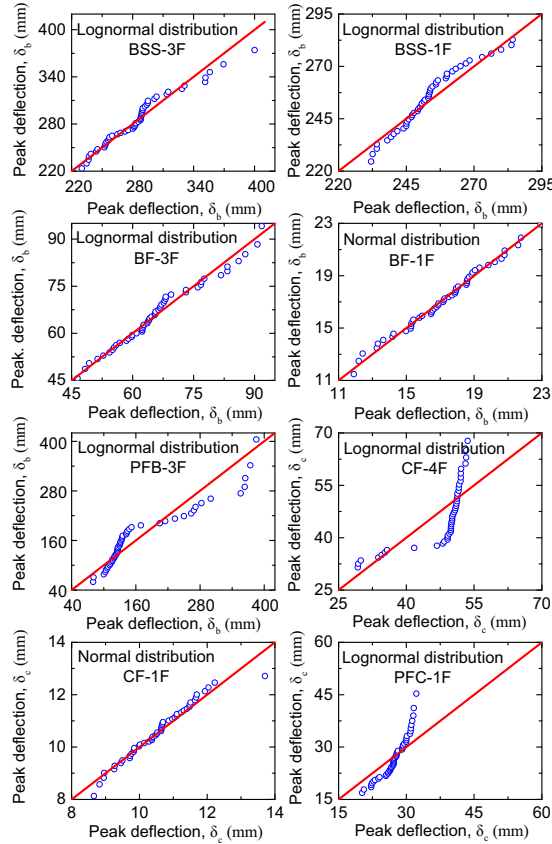 Lognormal distribution
BSS-3F
Peak deflection, δb (mm)
400
340
280
220
220 280 340 400
Peak deflection, δb (mm)
Lognormal distribution
BSS-1F
Peak deflection, δb (mm)
295
270
245
220
220 245 270 295
Peak deflection, δb (mm)
Lognormal distribution
BF-3F
Peak. deflection, δb (mm)
90
75
60
45
45 60 75 90
Peak deflection, δb (mm)
Normal distribution
BF-1F
Peak deflection, δb (mm)
23
19
15
11
11 15 19 23
Peak deflection, δb (mm)
Lognormal distribution
PFB-3F
Peak deflection, δb (mm)
400
280
160
40
40 160 280 400
Peak deflection, δb (mm)
Lognormal distribution
CF-4F
Peak deflection, δc (mm)
70
55
40
25
25 40 55 70
Peak deflection, δc (mm)
Normal distribution
CF-1F
Peak deflection, δc (mm)
14
12
10
8
8 10 12 14
Peak deflection, δc (mm)
Lognormal distribution
PFC-1F
Peak deflection, δc (mm)
60
45
30
15
15 30 45 60
Peak deflection, δc (mm)